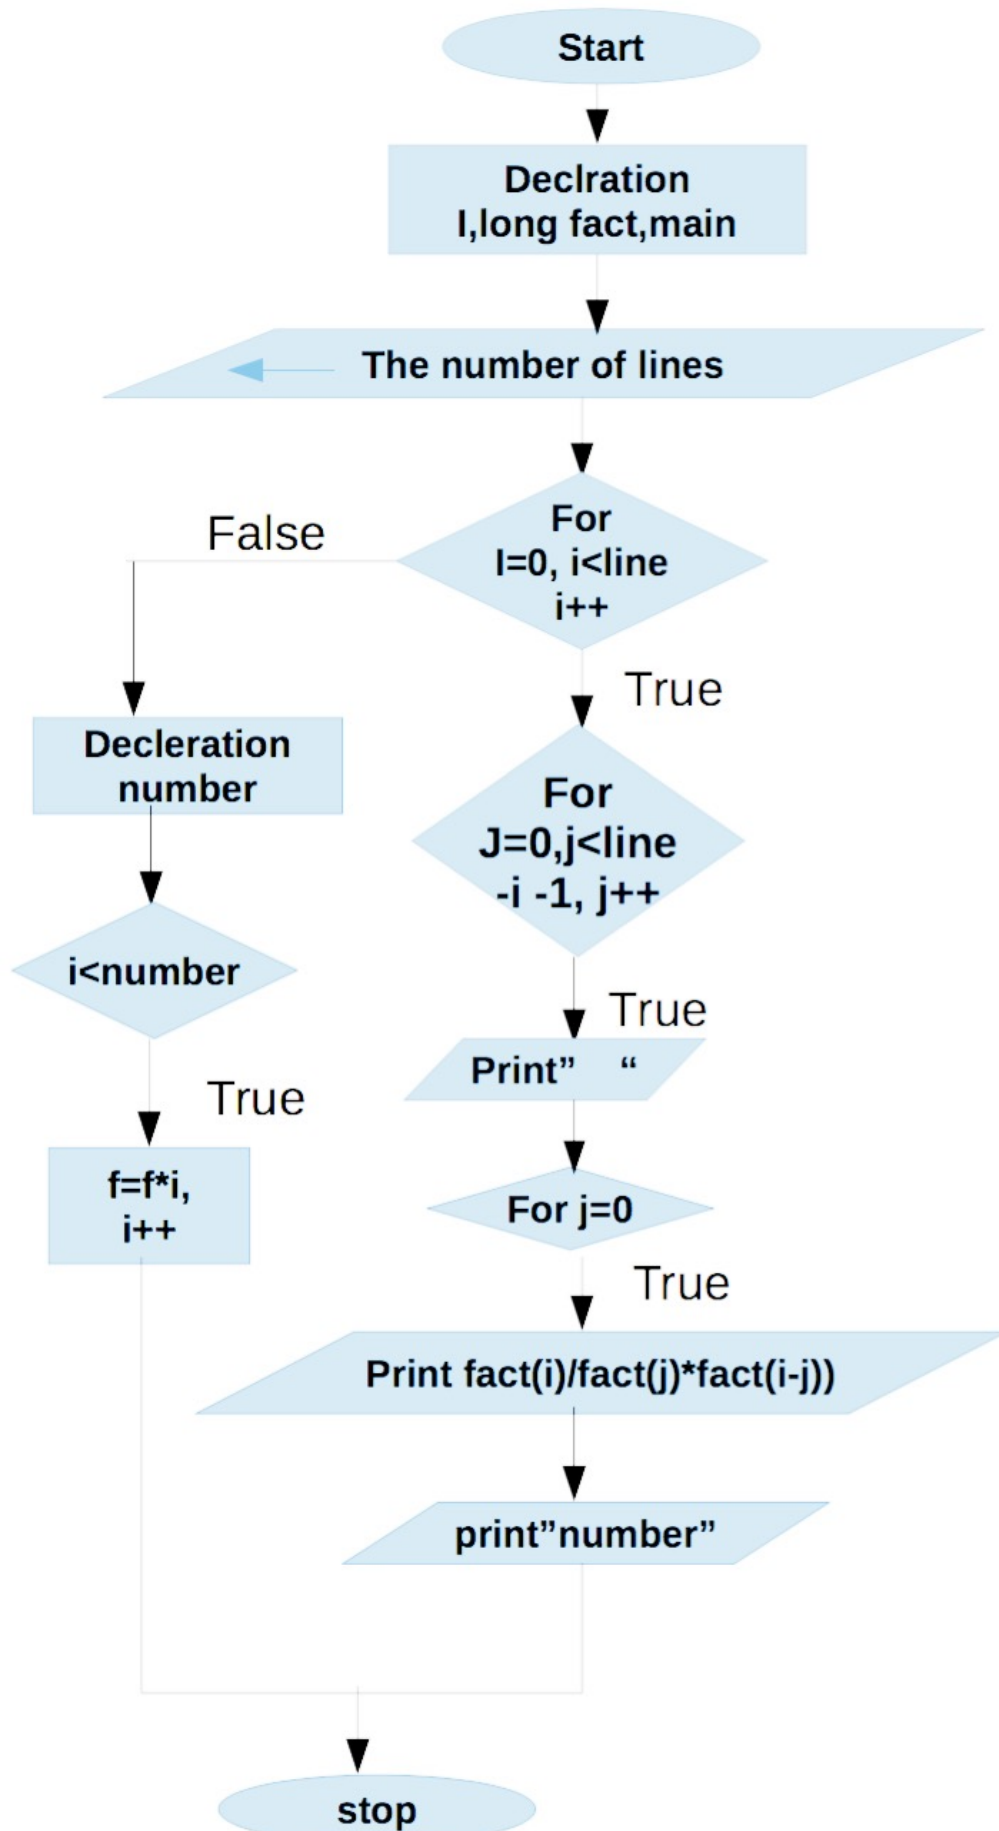 Start
Declration
I,long fact,main
The number of lines
For
I=0, i<line
i++
False
True
Decleration
number
For
J=0,j<line
-i -1, j++
i<number
True
Print”    “
True
f=f*i,
i++
For j=0
True
Print fact(i)/fact(j)*fact(i-j))
print”number”
stop